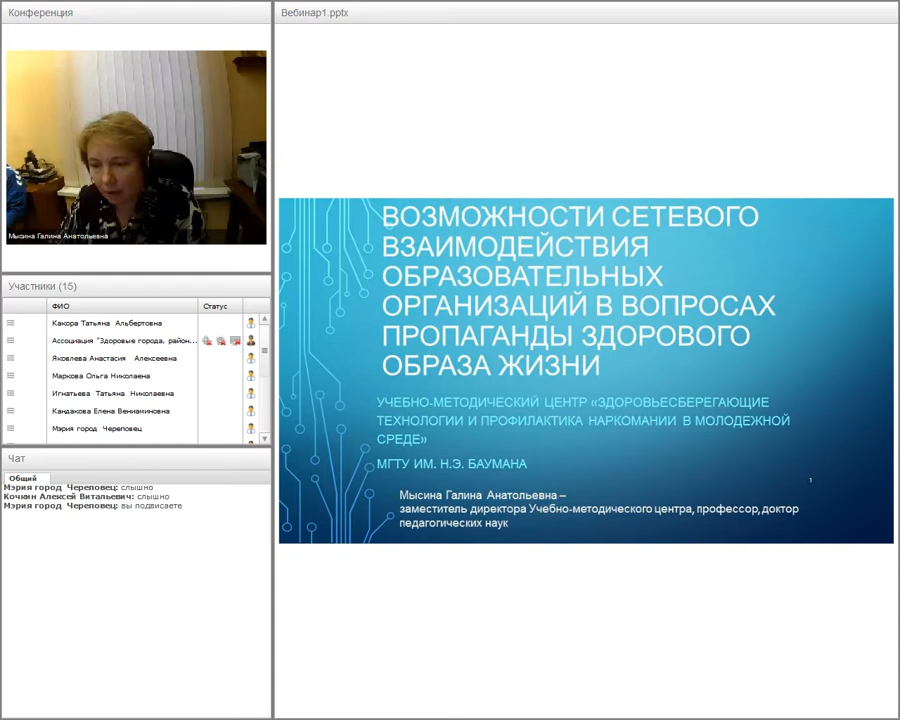 Конференция
Мысина Галина Анатольевна
Участники (15)
ФИО
Статус
Какора Татьяна Альбертовна
Ассоциация "Здоровые города, район...
Яковлева Анастасия Алексеевна
Маркова Ольга Николаена
Игнатьева Татьяна Николаевна
Кандакова Елена Вениаминовна
Мэрия город Череповец
Чат
Общий
Мэрия город Череповец: слышно
Кочкин Алексей Витальевич: слышно
Мэрия город Череповец: вы подвисаете
Вебинар1.pptx
ВОЗМОЖНОСТИ СЕТЕВОГО
ВЗАИМОДЕЙСТВИЯ
ОБРАЗОВАТЕЛЬНЫХ
ОРГАНИЗАЦИЙ В ВОПРОСАХ
ПРОПАГАНДЫ ЗДОРОВОГО
ОБРАЗА ЖИЗНИ
УЧЕБНО-МЕТОДИЧЕСКИЙ ЦЕНТР «ЗДОРОВЬЕСБЕРЕГАЮЩИЕ
ТЕХНОЛОГИИ И ПРОФИЛАКТИКА НАРКОМАНИИ В МОЛОДЕЖНОЙ
СРЕДЕ»
МГТУ ИМ. Н.Э. БАУМАНА
1
Мысина Галина Анатольевна –
заместитель директора Учебно-методического центра, профессор, доктор
педагогических наук